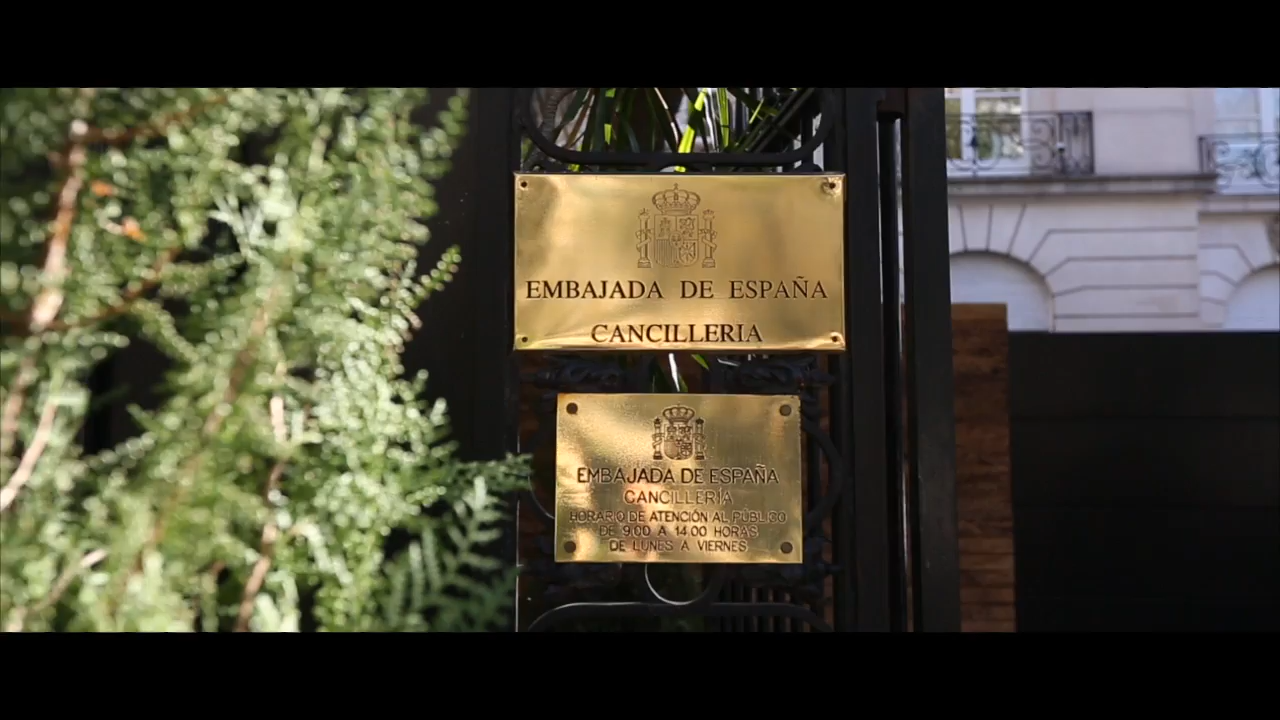 EMBAJADA DE ESPAÑA
CANCILLERIA
EMBAJADA DE ESPAÑA
CANCILLERÍA
HORARIO DE ATENCIÓN AL PÚBLICO
DE 9.00 A 14.00 HORAS
DE LUNES A VIERNES